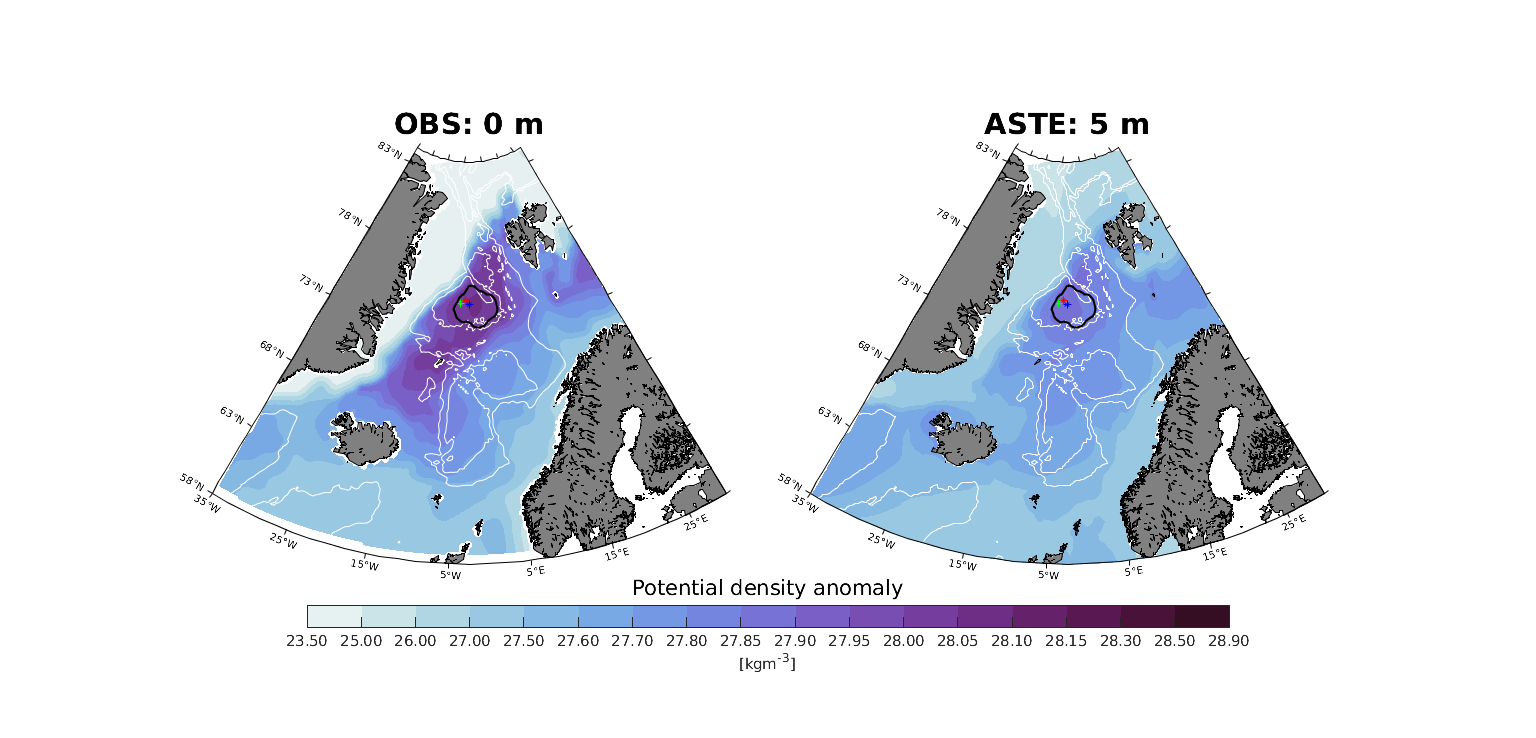 OBS: 0 m
ASTE: 5 m
83°N
78°N
73°N
68°N
63°N
58°N
35°W
25°W
15°W
5°W
5°E
15°E
25°E
83°N
78°N
73°N
68°N
63°N
58°N
35°W
25°W
15°W
5°W
5°E
15°E
25°E
Potential density anomaly
23.50 25.00 26.00 27.00 27.50 27.60 27.70 27.80 27.85 27.90 27.95 28.00 28.05 28.10 28.15 28.30 28.50 28.90
[kgm⁻³]